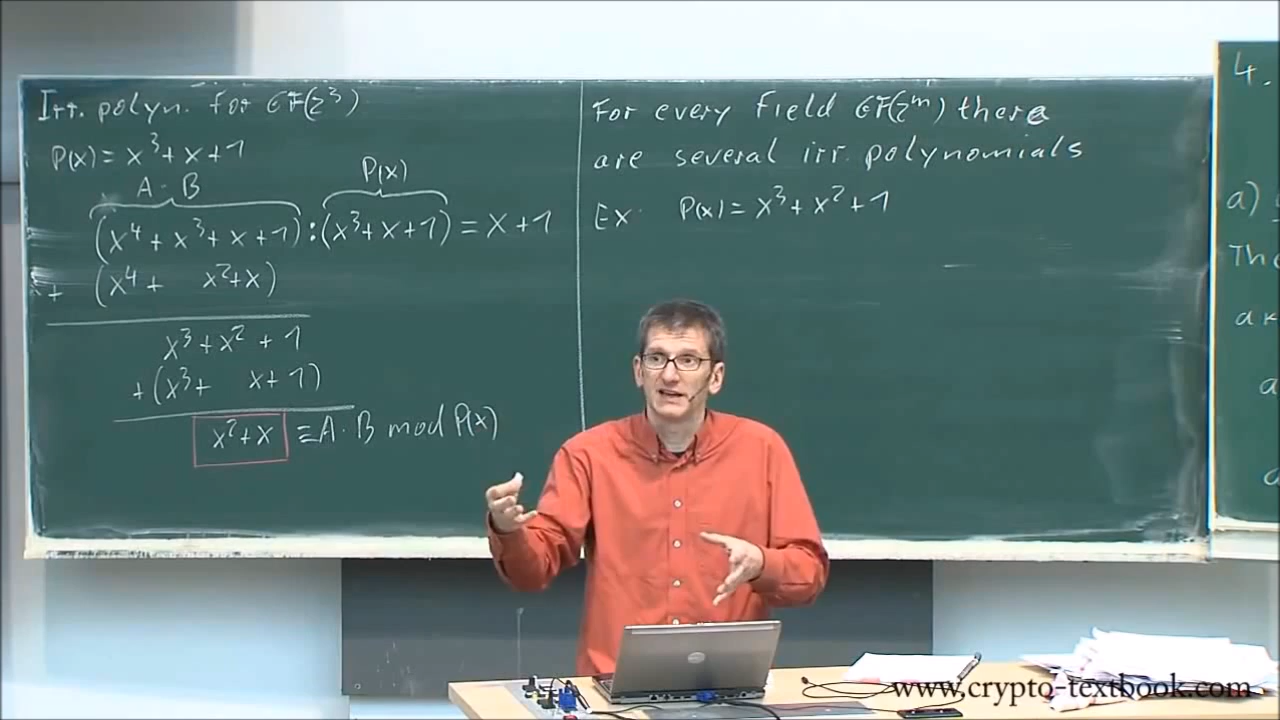 Irr. polyn. for GF(2³)
P(x) = x³ + x + 1
A · B
P(x)
(x⁴ + x³ + x + 1) : (x³ + x + 1) = x + 1
+ (x⁴ + x² + x)
x³ + x² + 1
+ (x³ + x + 1)
x² + x ≡ A · B mod P(x)
For every field GF(2ᵐ) there
are several irr. polynomials
Ex: P(x) = x³ + x² + 1
4.
a)
The
a
www.crypto-textbook.com